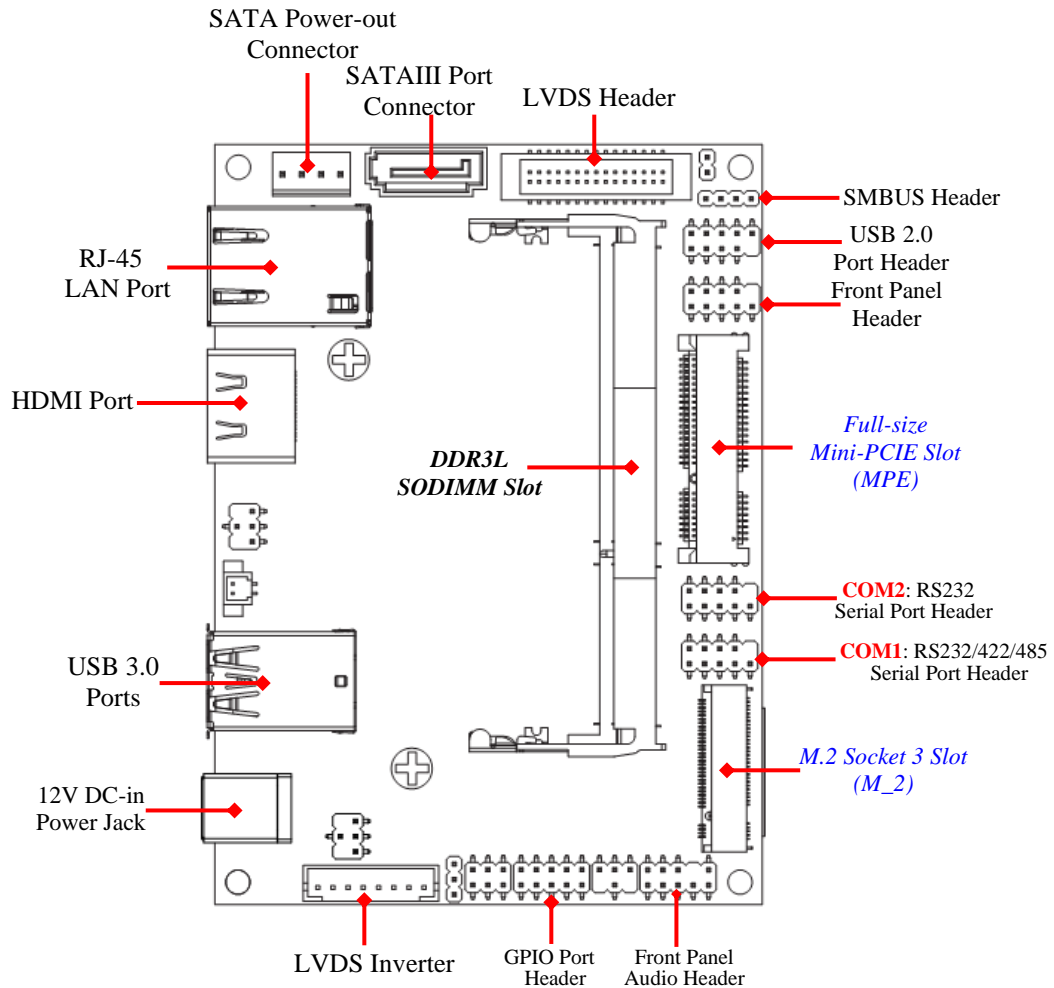 SATA Power-out
Connector
SATAIII Port
Connector
LVDS Header
SMBUS Header
USB 2.0
Port Header
Front Panel
Header
RJ-45
LAN Port
HDMI Port
Full-size
Mini-PCIE Slot
(MPE)
DDR3L
SODIMM Slot
COM2: RS232
Serial Port Header
COM1: RS232/422/485
Serial Port Header
USB 3.0
Ports
M.2 Socket 3 Slot
(M_2)
12V DC-in
Power Jack
LVDS Inverter
GPIO Port
Header
Front Panel
Audio Header